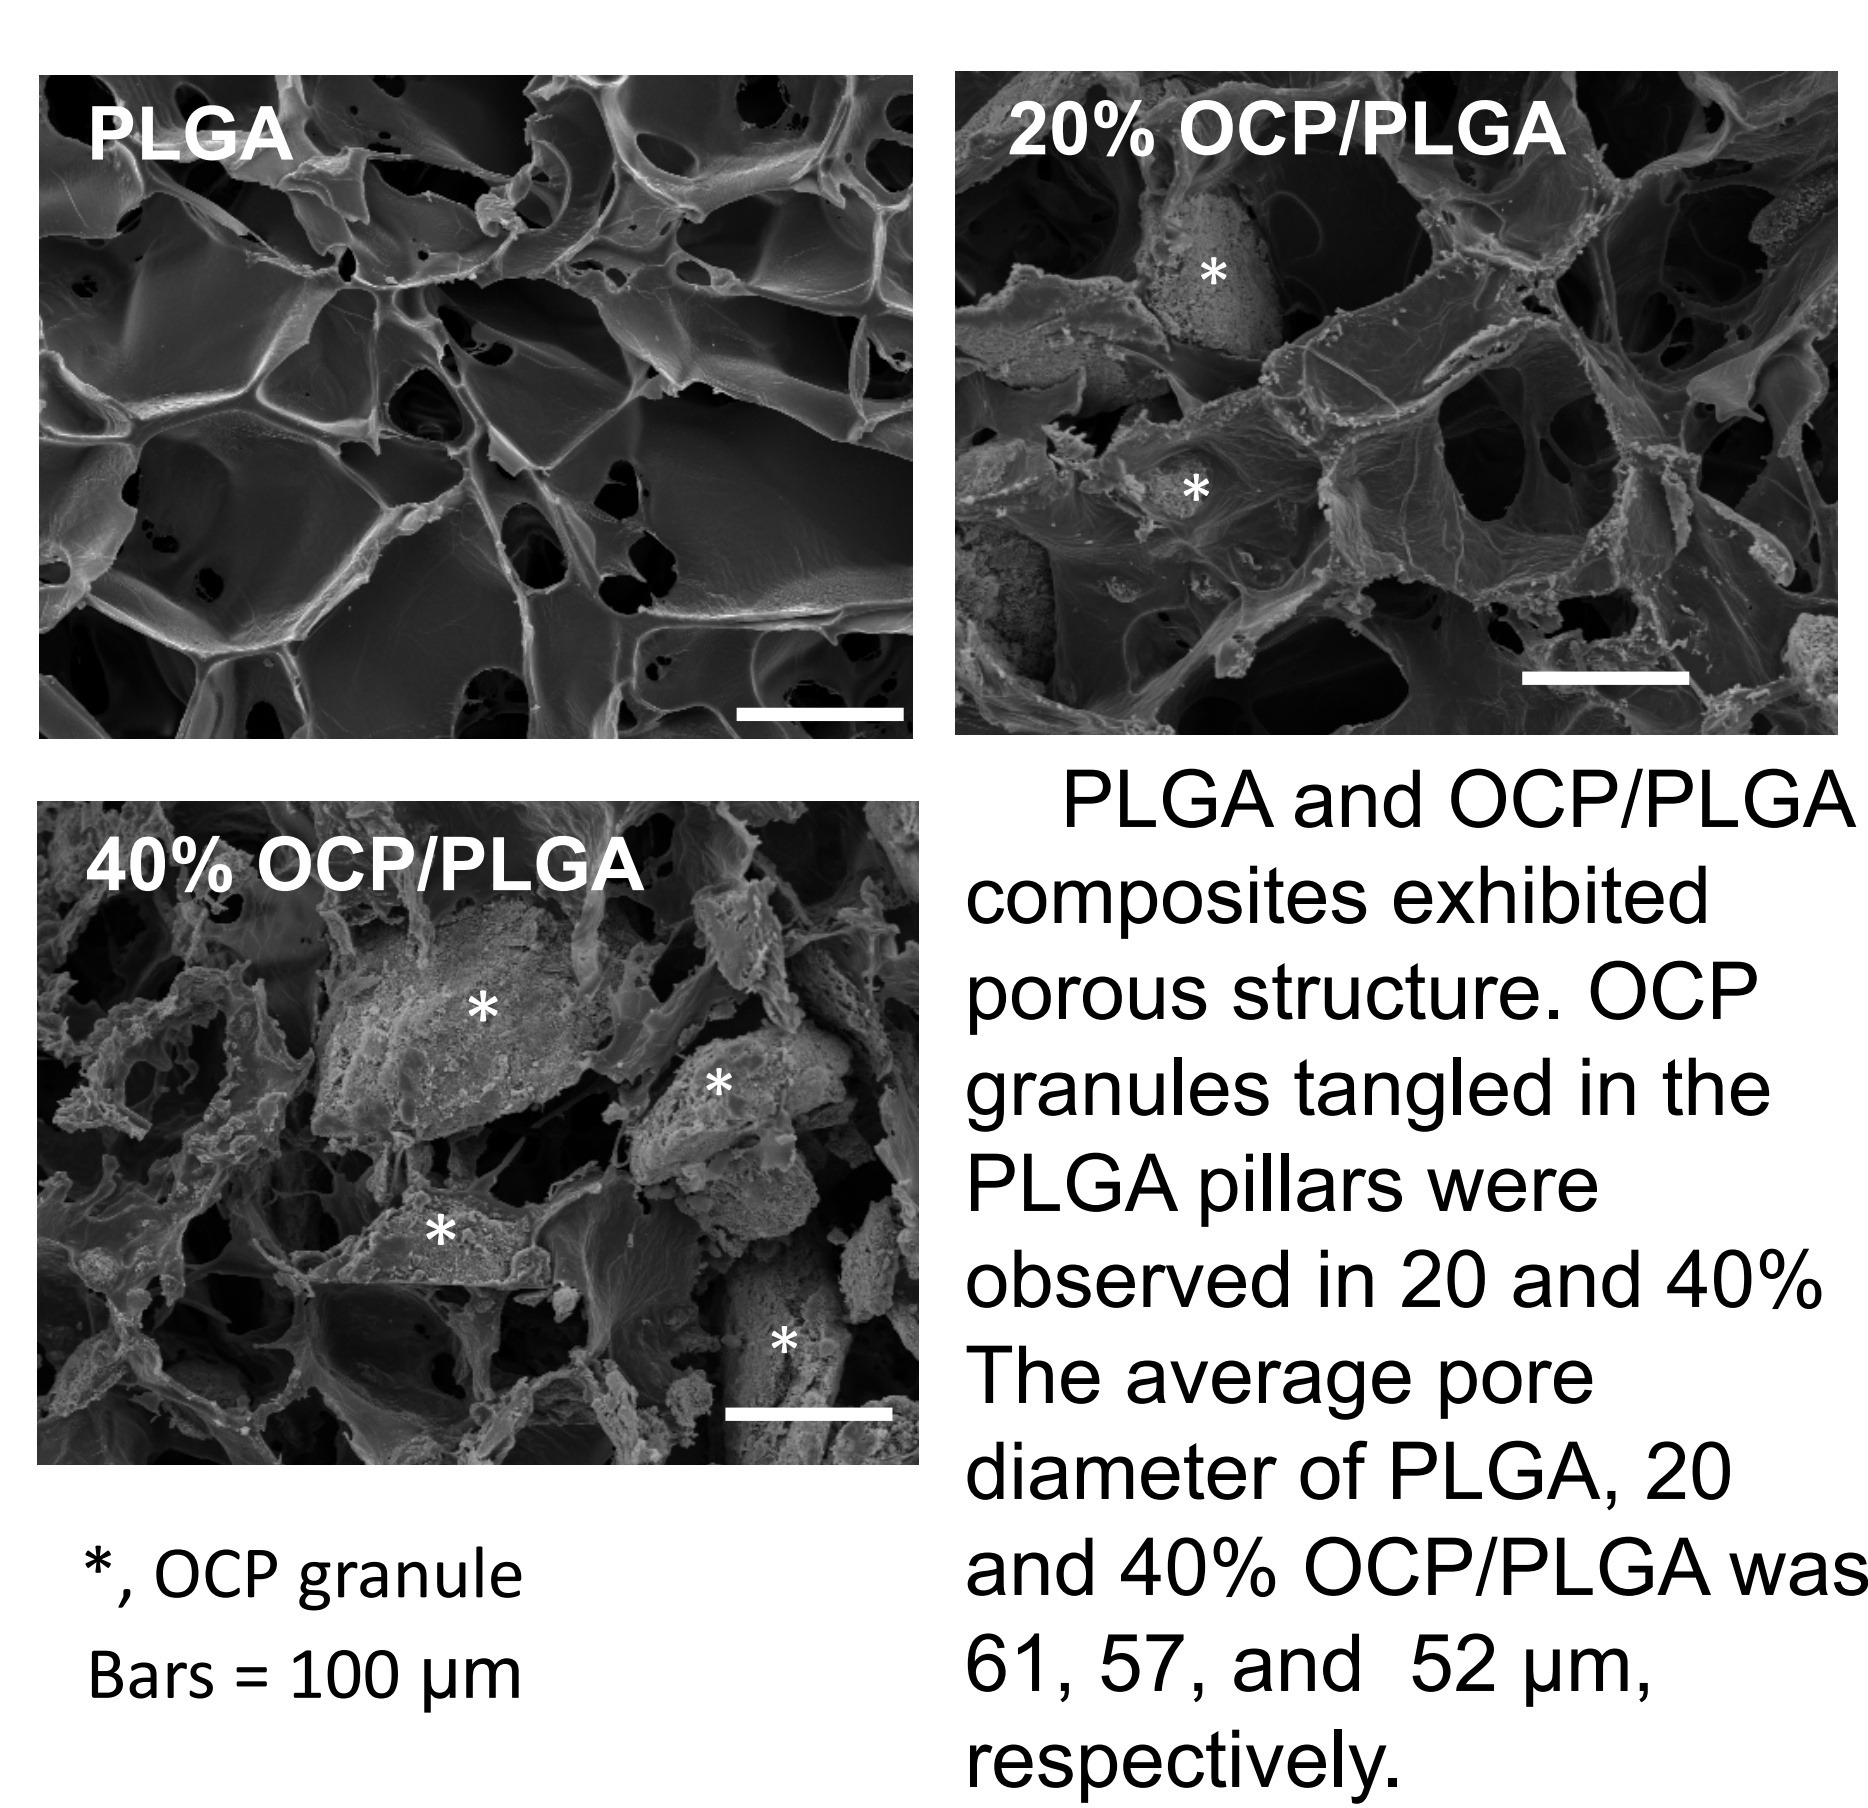 PLGA
20% OCP/PLGA
*
*
40% OCP/PLGA
*
*
*
*
*, OCP granule
Bars = 100 µm
PLGA and OCP/PLGA
composites exhibited
porous structure. OCP
granules tangled in the
PLGA pillars were
observed in 20 and 40%
The average pore
diameter of PLGA, 20
and 40% OCP/PLGA was
61, 57, and 52 µm,
respectively.